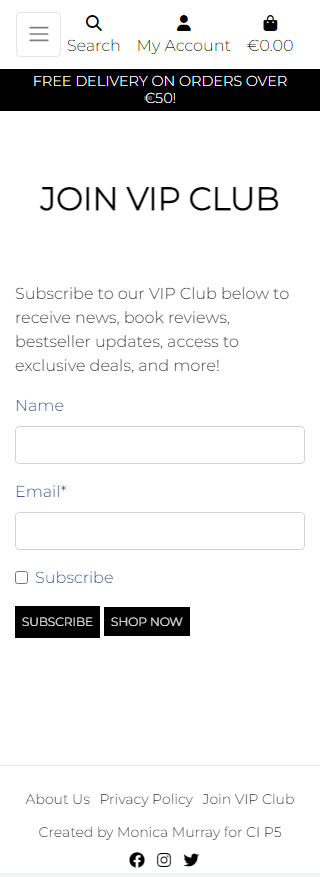 Search My Account €0.00
FREE DELIVERY ON ORDERS OVER
€50!
JOIN VIP CLUB
Subscribe to our VIP Club below to
receive news, book reviews,
bestseller updates, access to
exclusive deals, and more!
Name
Email*
Subscribe
SUBSCRIBE SHOP NOW
About Us Privacy Policy Join VIP Club
Created by Monica Murray for CI P5